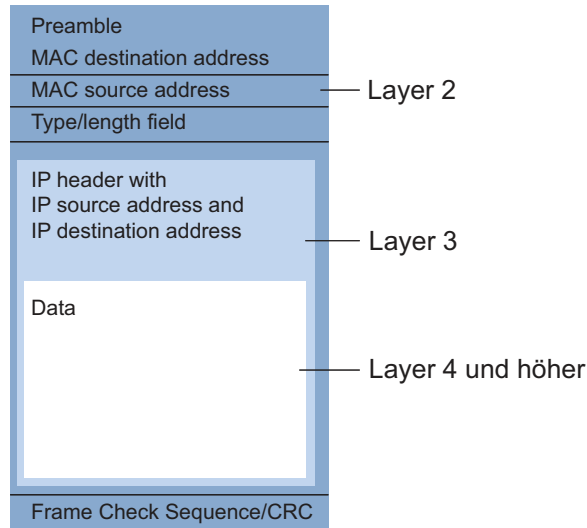 Preamble
MAC destination address
MAC source address
Layer 2
Type/length field
IP header with
IP source address and
IP destination address
Layer 3
Data
Layer 4 und höher
Frame Check Sequence/CRC